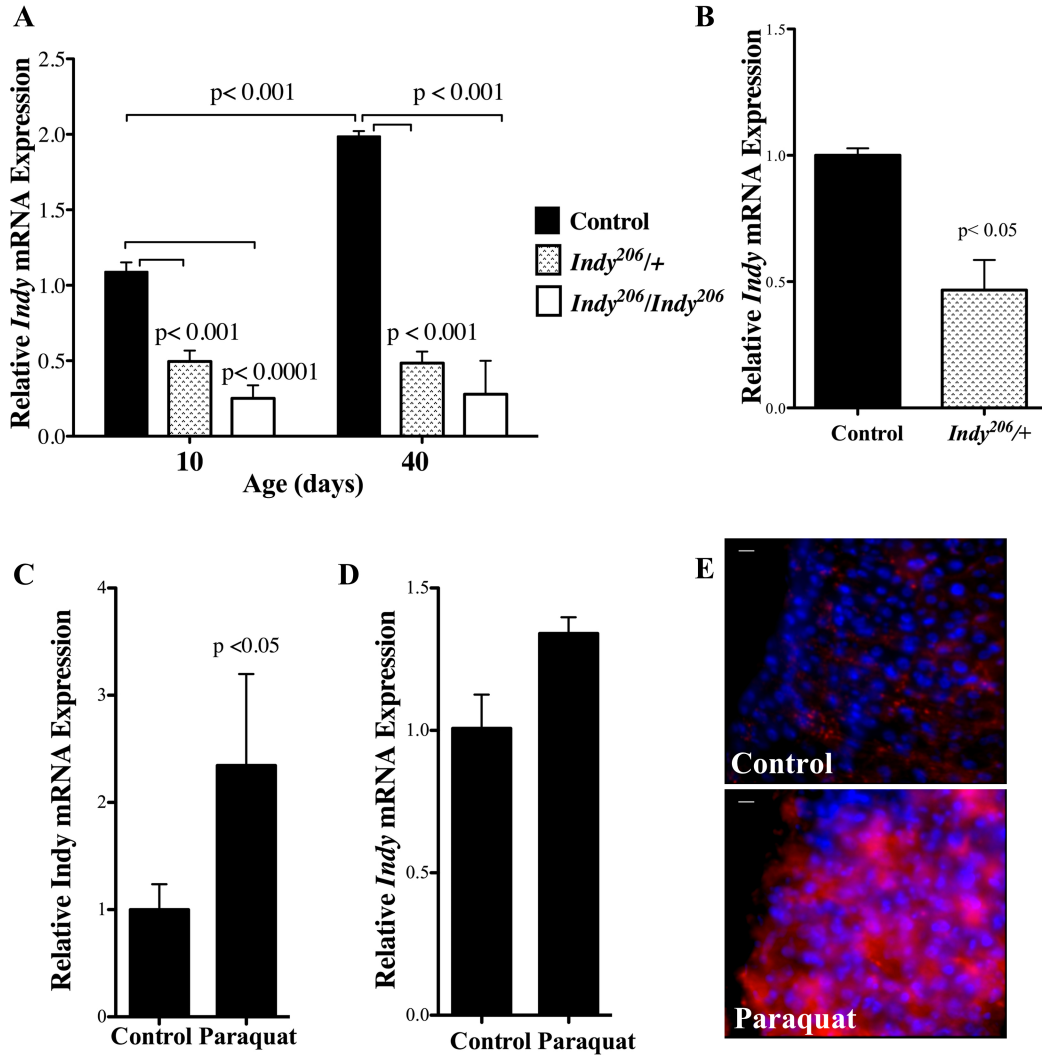 A
Relative Indy mRNA Expression
2.5
2.0
1.5
1.0
0.5
0.0
p< 0.001
p< 0.001
p< 0.001
p< 0.0001
p< 0.001
10
40
Age (days)
Control
Indy206/+
Indy206/Indy206
B
Relative Indy mRNA Expression
1.5
1.0
0.5
0.0
p< 0.05
Control
Indy206/+
C
Relative Indy mRNA Expression
4
3
2
1
0
p <0.05
Control Paraquat
D
Relative Indy mRNA Expression
1.5
1.0
0.5
0.0
Control Paraquat
E
Control
Paraquat